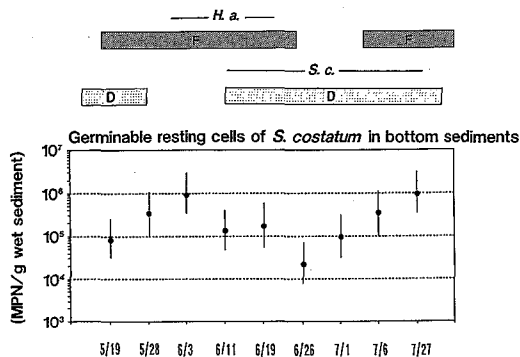 H. a.
F F
S. c.
D D
Germinable resting cells of S. costatum in bottom sediments
(MPN/g wet sediment)
10⁷
10⁶
10⁵
10⁴
10³
5/19 5/28 6/3 6/11 6/19 6/26 7/1 7/6 7/27